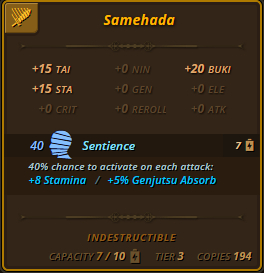 Samehada
+15 TAI +0 NIN +20 BUKI
+15 STA +0 GEN +0 ELE
+0 CRIT +0 REROLL +0 ATK
40 Sentience 7
40% chance to activate on each attack:
+8 Stamina / +5% Genjutsu Absorb
INDESTRUCTIBLE
CAPACITY 7 / 10 TIER 3 COPIES 194